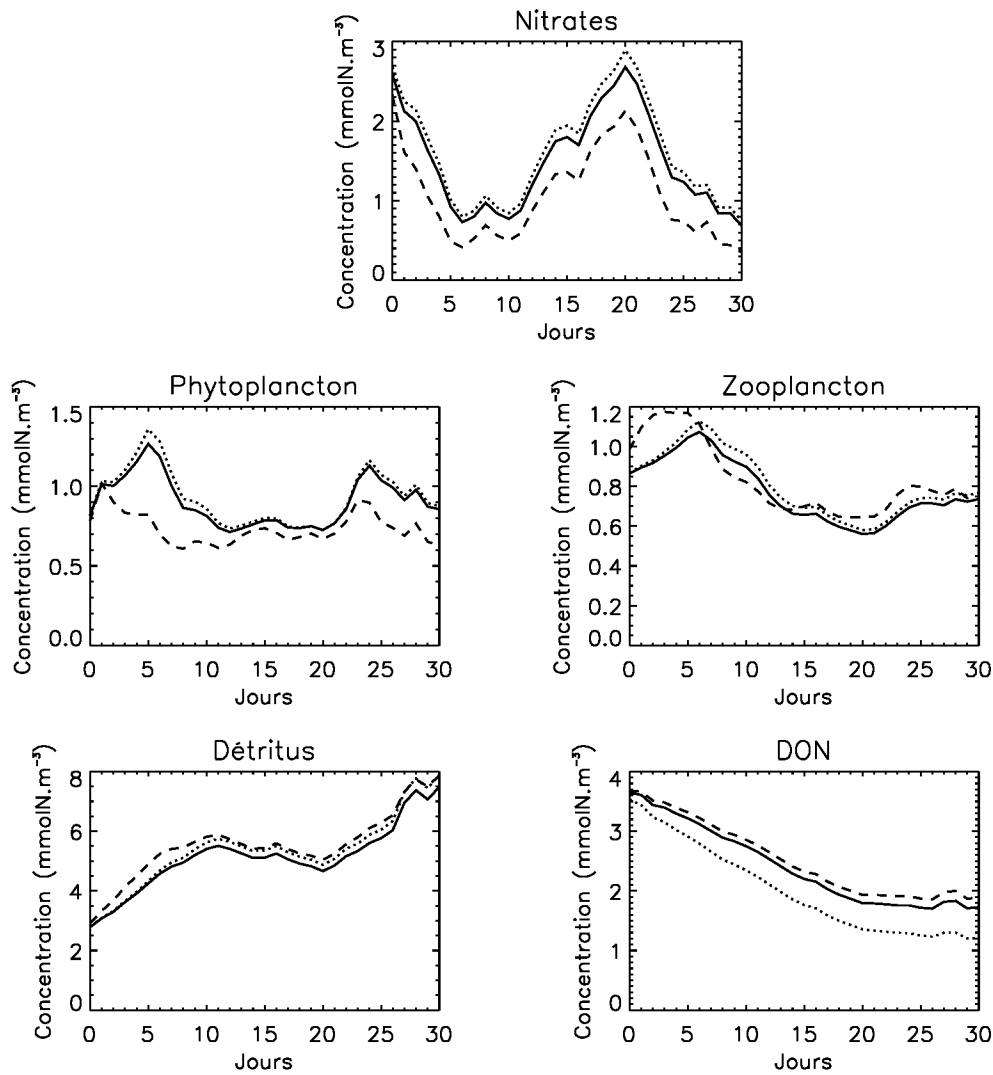 Nitrates
Concentration (mmolN.m⁻³)
3
2
1
0
0 5 10 15 20 25 30
Jours
Phytoplancton
Concentration (mmolN.m⁻³)
1.5
1.0
0.5
0.0
0 5 10 15 20 25 30
Jours
Zooplancton
Concentration (mmolN.m⁻³)
1.2
1.0
0.8
0.6
0.4
0.2
0.0
0 5 10 15 20 25 30
Jours
Détritus
Concentration (mmolN.m⁻³)
8
6
4
2
0
0 5 10 15 20 25 30
Jours
DON
Concentration (mmolN.m⁻³)
4
3
2
1
0
0 5 10 15 20 25 30
Jours